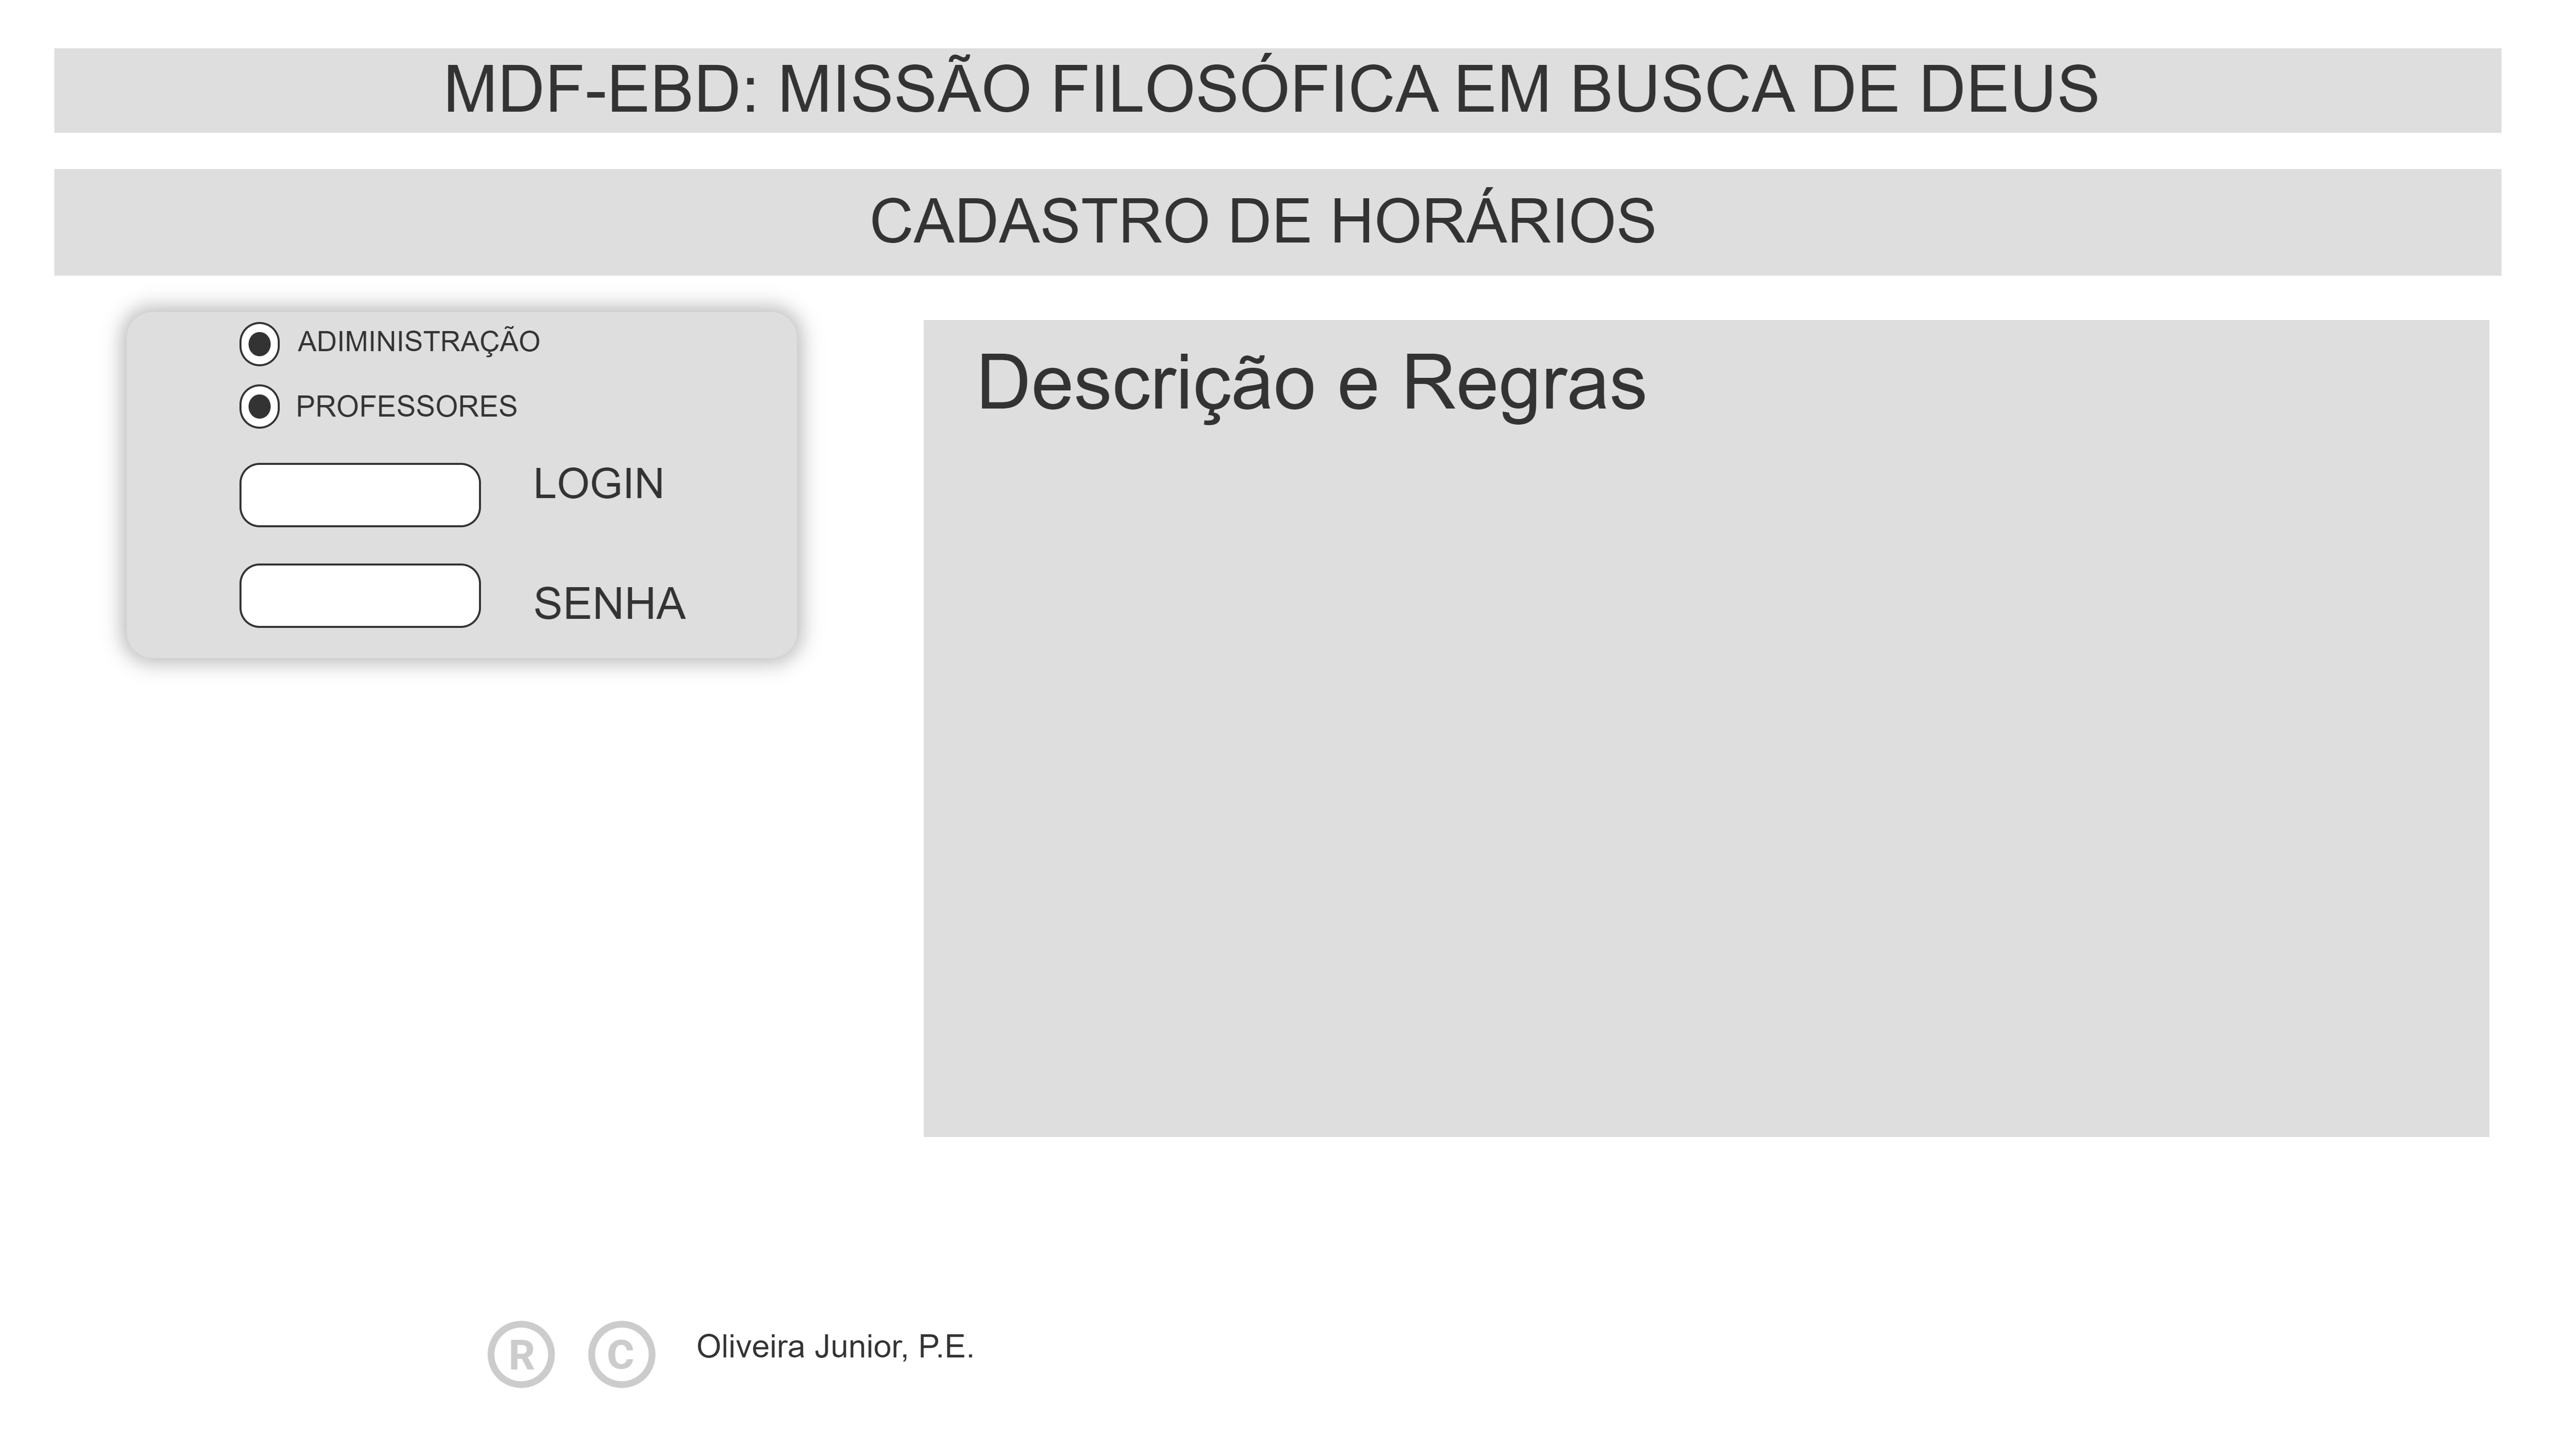 MDF-EBD: MISSÃO FILOSÓFICA EM BUSCA DE DEUS
CADASTRO DE HORÁRIOS
ADIMINISTRAÇÃO
PROFESSORES
LOGIN
SENHA
Descrição e Regras
R C Oliveira Junior, P.E.